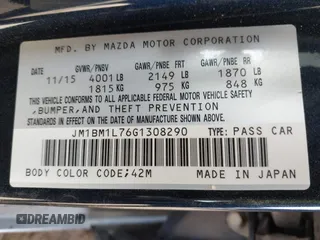 MFD. BY MAZDA MOTOR CORPORATION
GVWR/PNBV GAWR/PNBE FRT GAWR/PNBE RR
11/15 4001 LB 2149 LB 1870 LB
1815 KG 975 KG 848 KG
THIS VEHICLE CONFORMS TO ALL APPLICABLE
FEDERAL MOTOR VEHICLE SAFETY
,BUMPER,AND THEFT PREVENTION
STANDARDS IN EFFECT ON THE DATE OF
MANUFACTURE SHOWN ABOVE.
JM1BM1L76G1308290 TYPE:PASS CAR
BODY COLOR CODE;42M MADE IN JAPAN
DREAMBID